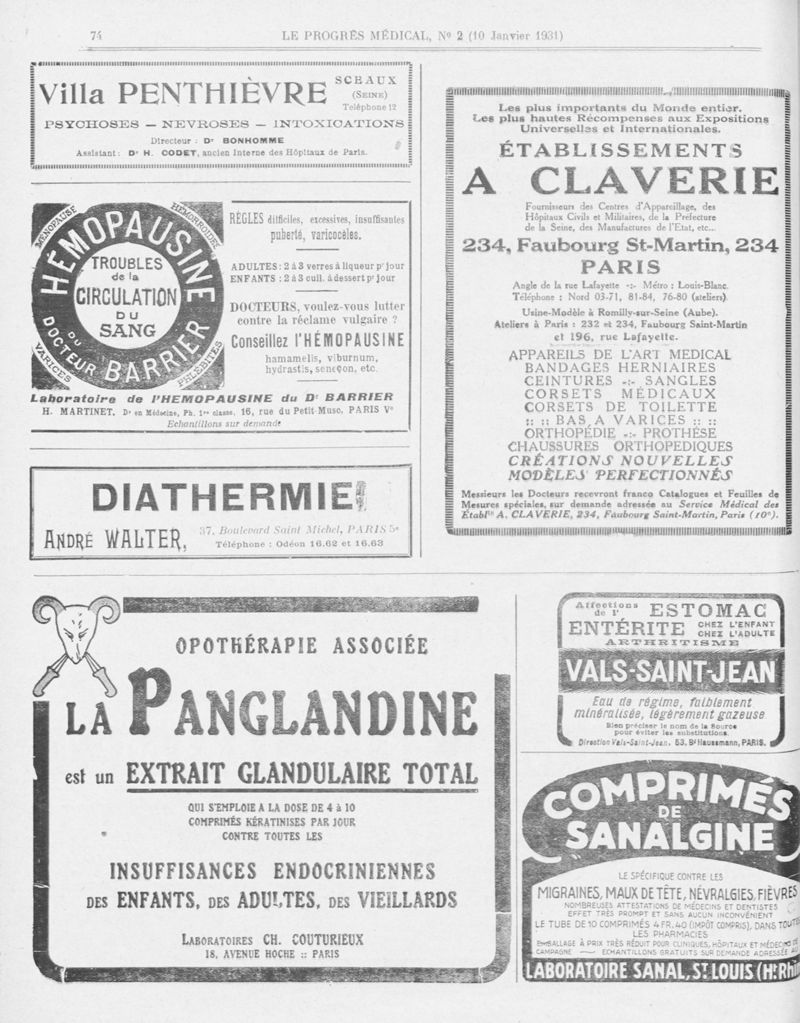 74
LE PROGRÈS MÉDICAL, No 2 (10 Janvier 1931)
Villa PENTHIÈVRE
SCEAUX
(SEINE)
Teléphone 12
PSYCHOSES — NEVROSES — INTOXICATIONS
Directeur : Dr BONHOMME
Assistant : Dr H. CODET, ancien Interne des Hôpitaux de Paris.
MÉNOPAUSE
HÉMORROIDES
HÉMOPAUSINE
TROUBLES
de la
CIRCULATION
DU
SANG
DU
DOCTEUR BARRIER
VARICES
PHLÉBITES
RÈGLES difficiles, excessives, insuffisantes
puberté, varicocèles.
ADULTES : 2 à 3 verres à liqueur pr jour
ENFANTS : 2 à 3 cuil. à dessert pr jour
DOCTEURS, voulez-vous lutter
contre la réclame vulgaire ?
Conseillez l'HÉMOPAUSINE
hamamelis, viburnum,
hydrastis, seneçon, etc.
Laboratoire de l'HEMOPAUSINE du Dr BARRIER
H. MARTINET, Dr en Médecine, Ph. 1re classe, 16, rue du Petit-Musc, PARIS Ve
Echantillons sur demande
DIATHERMIE
ANDRÉ WALTER,
37, Boulevard Saint Michel, PARIS 5e
Téléphone : Odéon 16.62 et 16.63
Les plus importants du Monde entier.
Les plus hautes Récompenses aux Expositions
Universelles et Internationales.
ÉTABLISSEMENTS
A CLAVERIE
Fournisseurs des Centres d'Appareillage, des
Hôpitaux Civils et Militaires, de la Préfecture
de la Seine, des Manufactures de l'Etat, etc...
234, Faubourg St-Martin, 234
PARIS
Angle de la rue Lafayette -:- Métro : Louis-Blanc.
Téléphone : Nord 03-71, 81-84, 76-80 (ateliers).
Usine-Modèle à Romilly-sur-Seine (Aube).
Ateliers à Paris : 232 et 234, Faubourg Saint-Martin
et 196, rue Lafayette.
APPAREILS DE L'ART MEDICAL
BANDAGES HERNIAIRES
CEINTURES -:- SANGLES
CORSETS MÉDICAUX
CORSETS DE TOILETTE
:: :: BAS A VARICES :: ::
ORTHOPÉDIE -:- PROTHÈSE
CHAUSSURES ORTHOPEDIQUES
CRÉATIONS NOUVELLES
MODÈLES PERFECTIONNÉS
Messieurs les Docteurs recevront franco Catalogues et Feuilles de
Mesures spéciales, sur demande adressée au Service Médical des
Établts A. CLAVERIE, 234, Faubourg Saint-Martin, Paris (10e).
OPOTHÉRAPIE ASSOCIÉE
LA PANGLANDINE
est un EXTRAIT GLANDULAIRE TOTAL
QUI S'EMPLOIE A LA DOSE DE 4 à 10
COMPRIMÉS KÉRATINISES PAR JOUR
CONTRE TOUTES LES
INSUFFISANCES ENDOCRINIENNES
DES ENFANTS, DES ADULTES, DES VIEILLARDS
LABORATOIRES CH. COUTURIEUX
18, AVENUE HOCHE :: PARIS
Affections de l'
ESTOMAC
ENTÉRITE
CHEZ L'ENFANT
CHEZ L'ADULTE
ARTHRITISME
VALS-SAINT-JEAN
Eau de régime, faiblement
minéralisée, légèrement gazeuse
Bien préciser le nom de la Source
pour éviter les substitutions.
Direction Vals-Saint-Jean. 53, Bd Haussmann, PARIS.
COMPRIMÉS
DE
SANALGINE
LE SPÉCIFIQUE CONTRE LES
MIGRAINES, MAUX DE TÊTE, NÉVRALGIES, FIÈVRES
NOMBREUSES ATTESTATIONS DE MÉDECINS ET DENTISTES
EFFET TRÈS PROMPT ET SANS AUCUN INCONVÉNIENT
LE TUBE DE 10 COMPRIMÉS 4 FR. 40 (IMPÔT COMPRIS), DANS TOUTE
LES PHARMACIES
EMBALLAGE À PRIX TRÈS RÉDUIT POUR CLINIQUES, HÔPITAUX ET MÉDECINS DE
CAMPAGNE — ECHANTILLONS GRATUITS SUR DEMANDE ADRESSÉE AU
LABORATOIRE SANAL, ST LOUIS (Ht Rhin